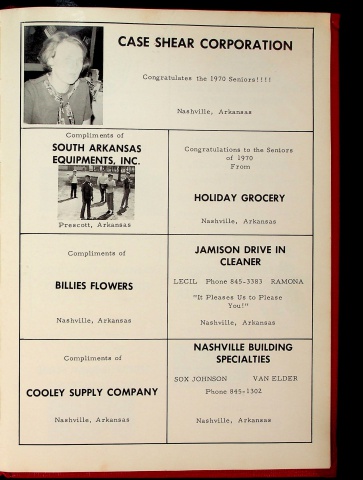 CASE SHEAR CORPORATION
Congratulates the 1970 Seniors!!!!
Nashville, Arkansas
Compliments of
SOUTH ARKANSAS
EQUIPMENTS, INC.
Prescott, Arkansas
Congratulations to the Seniors
of 1970
From
HOLIDAY GROCERY
Nashville, Arkansas
Compliments of
BILLIES FLOWERS
Nashville, Arkansas
JAMISON DRIVE IN
CLEANER
LECIL Phone 845-3383 RAMONA
"It Pleases Us to Please
You!"
Nashville, Arkansas
Compliments of
COOLEY SUPPLY COMPANY
Nashville, Arkansas
NASHVILLE BUILDING
SPECIALTIES
SOX JOHNSON VAN ELDER
Phone 845-1302
Nashville, Arkansas